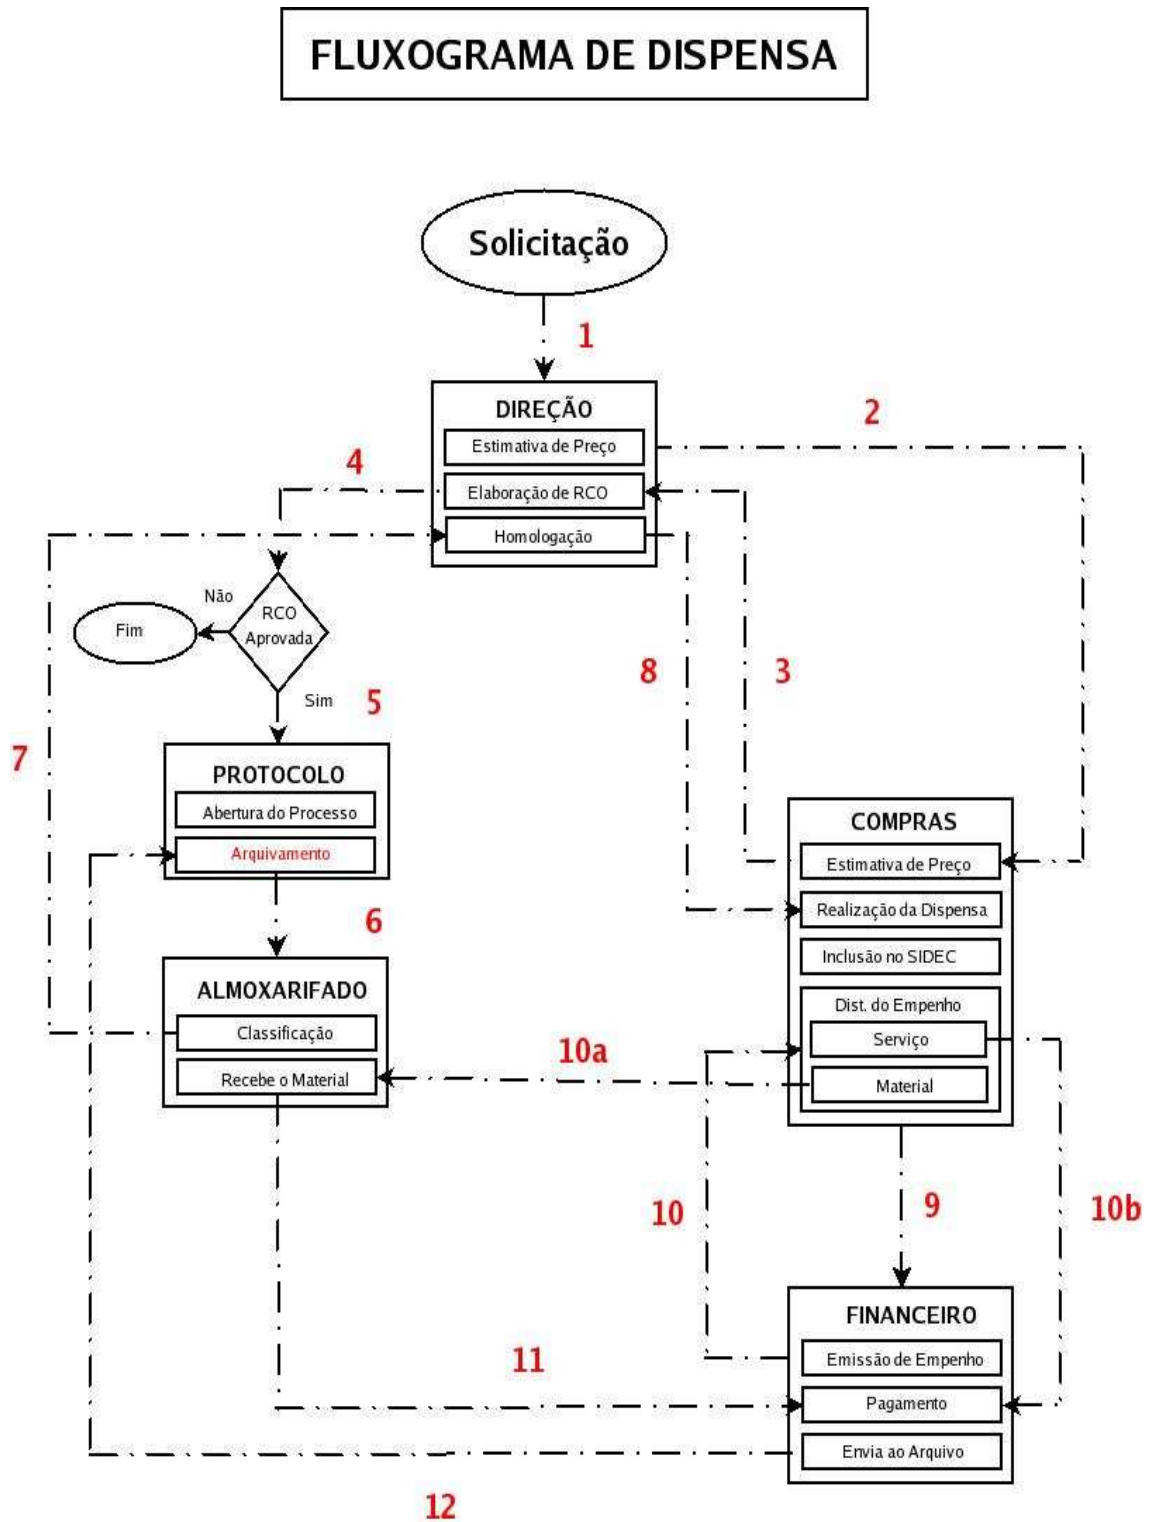 FLUXOGRAMA DE DISPENSA
Solicitação
1
DIREÇÃO
2
Estimativa de Preço
4
Elaboração de RCO
Homologação
Não
RCO
Aprovada
Fim
8
3
Sim
5
7
PROTOCOLO
Abertura do Processo
Arquivamento
COMPRAS
Estimativa de Preço
Realização da Dispensa
Inclusão no SIDEC
Dist. do Empenho
Serviço
Material
6
ALMOXARIFADO
Classificação
Recebe o Material
10a
10
9
10b
FINANCEIRO
Emissão de Empenho
Pagamento
Envia ao Arquivo
11
12